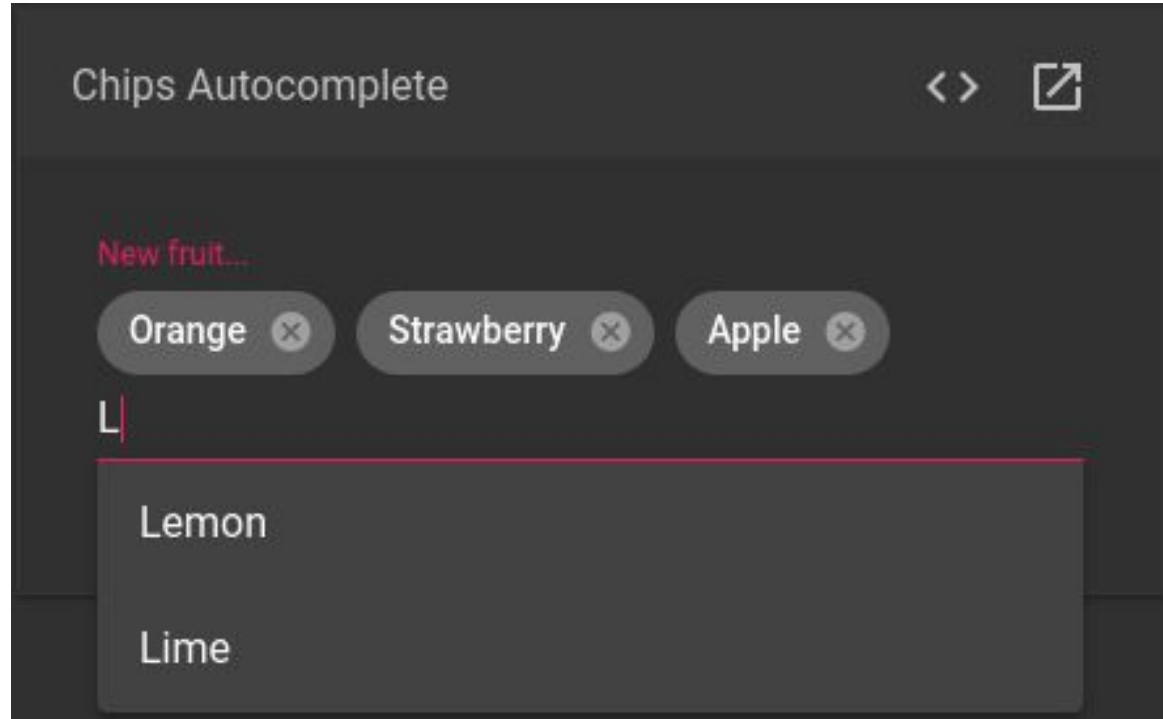 Chips Autocomplete
New fruit...
Orange Strawberry Apple
L
Lemon
Lime